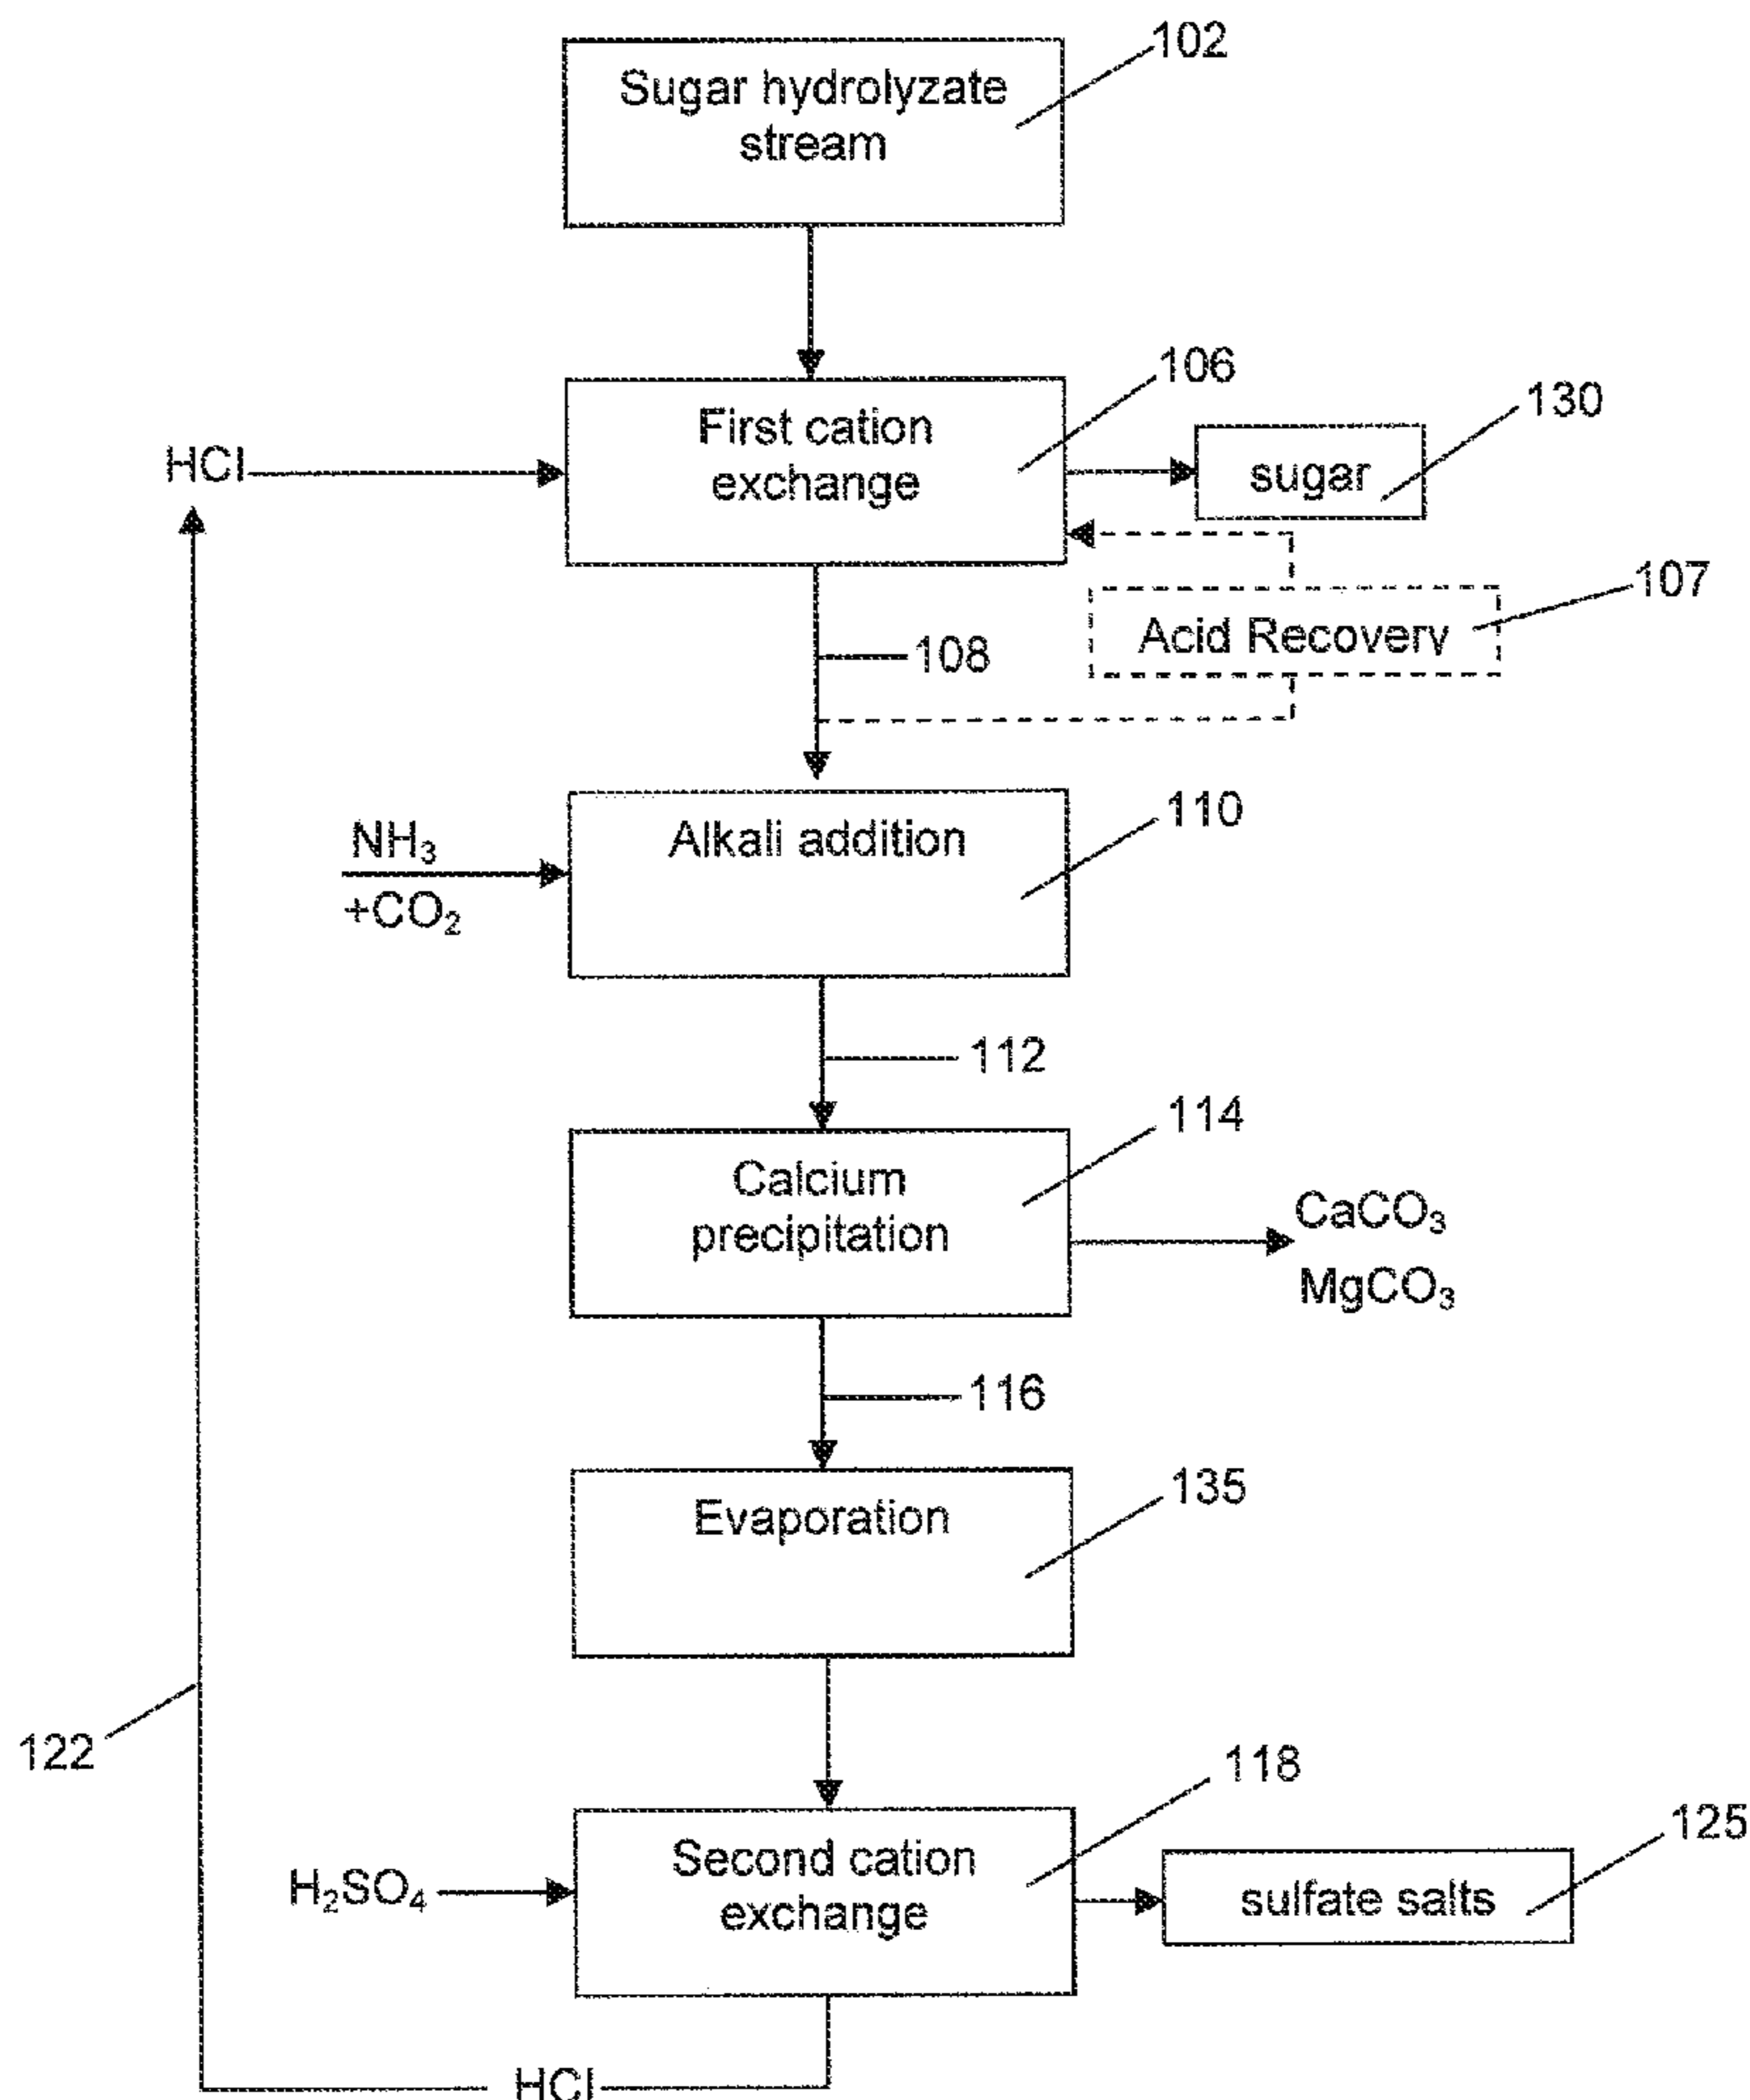 102
Sugar hydrolyzate
stream
106
130
First cation
exchange
HCl
sugar
107
Acid Recovery
108
110
NH₃
+CO₂
Alkali addition
112
114
Calcium
precipitation
CaCO₃
MgCO₃
116
135
Evaporation
122
118
125
Second cation
exchange
H₂SO₄
sulfate salts
HCl